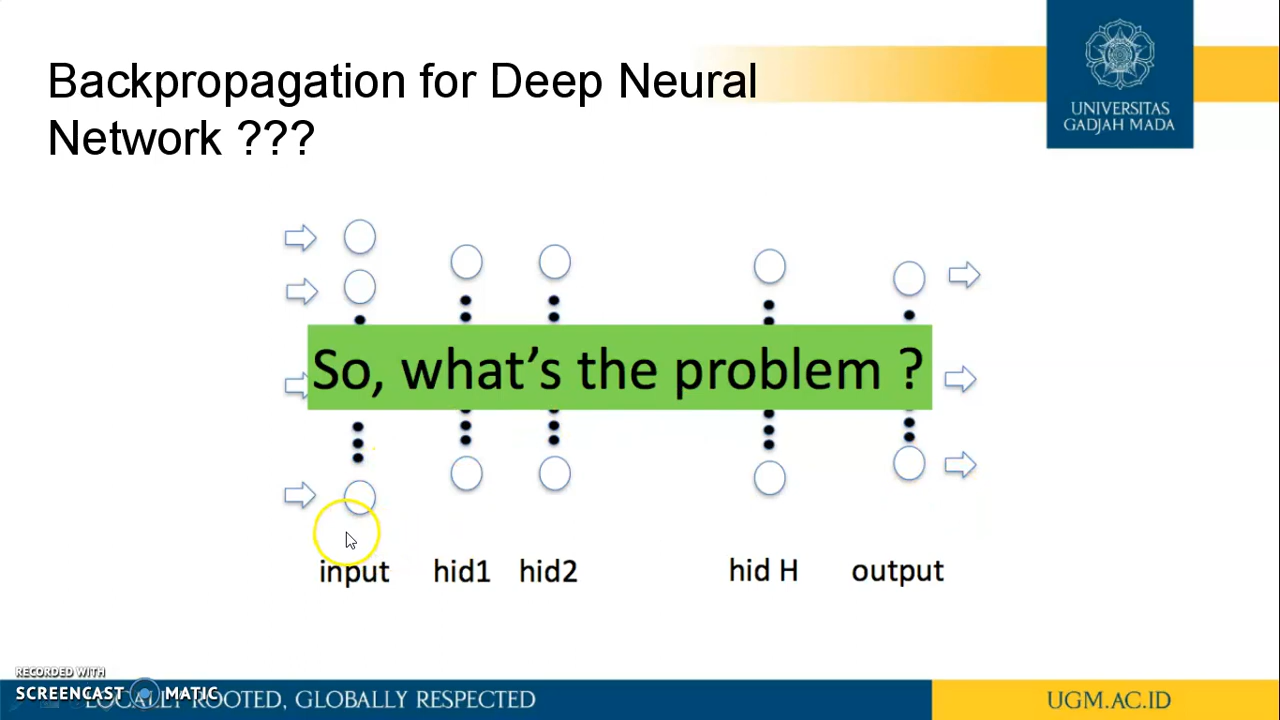 Backpropagation for Deep Neural
Network ???
UNIVERSITAS
GADJAH MADA
So, what's the problem ?
input hid1 hid2 hid H output
RECORDED WITH
SCREENCAST MATIC
LOCALLY ROOTED, GLOBALLY RESPECTED
UGM.AC.ID